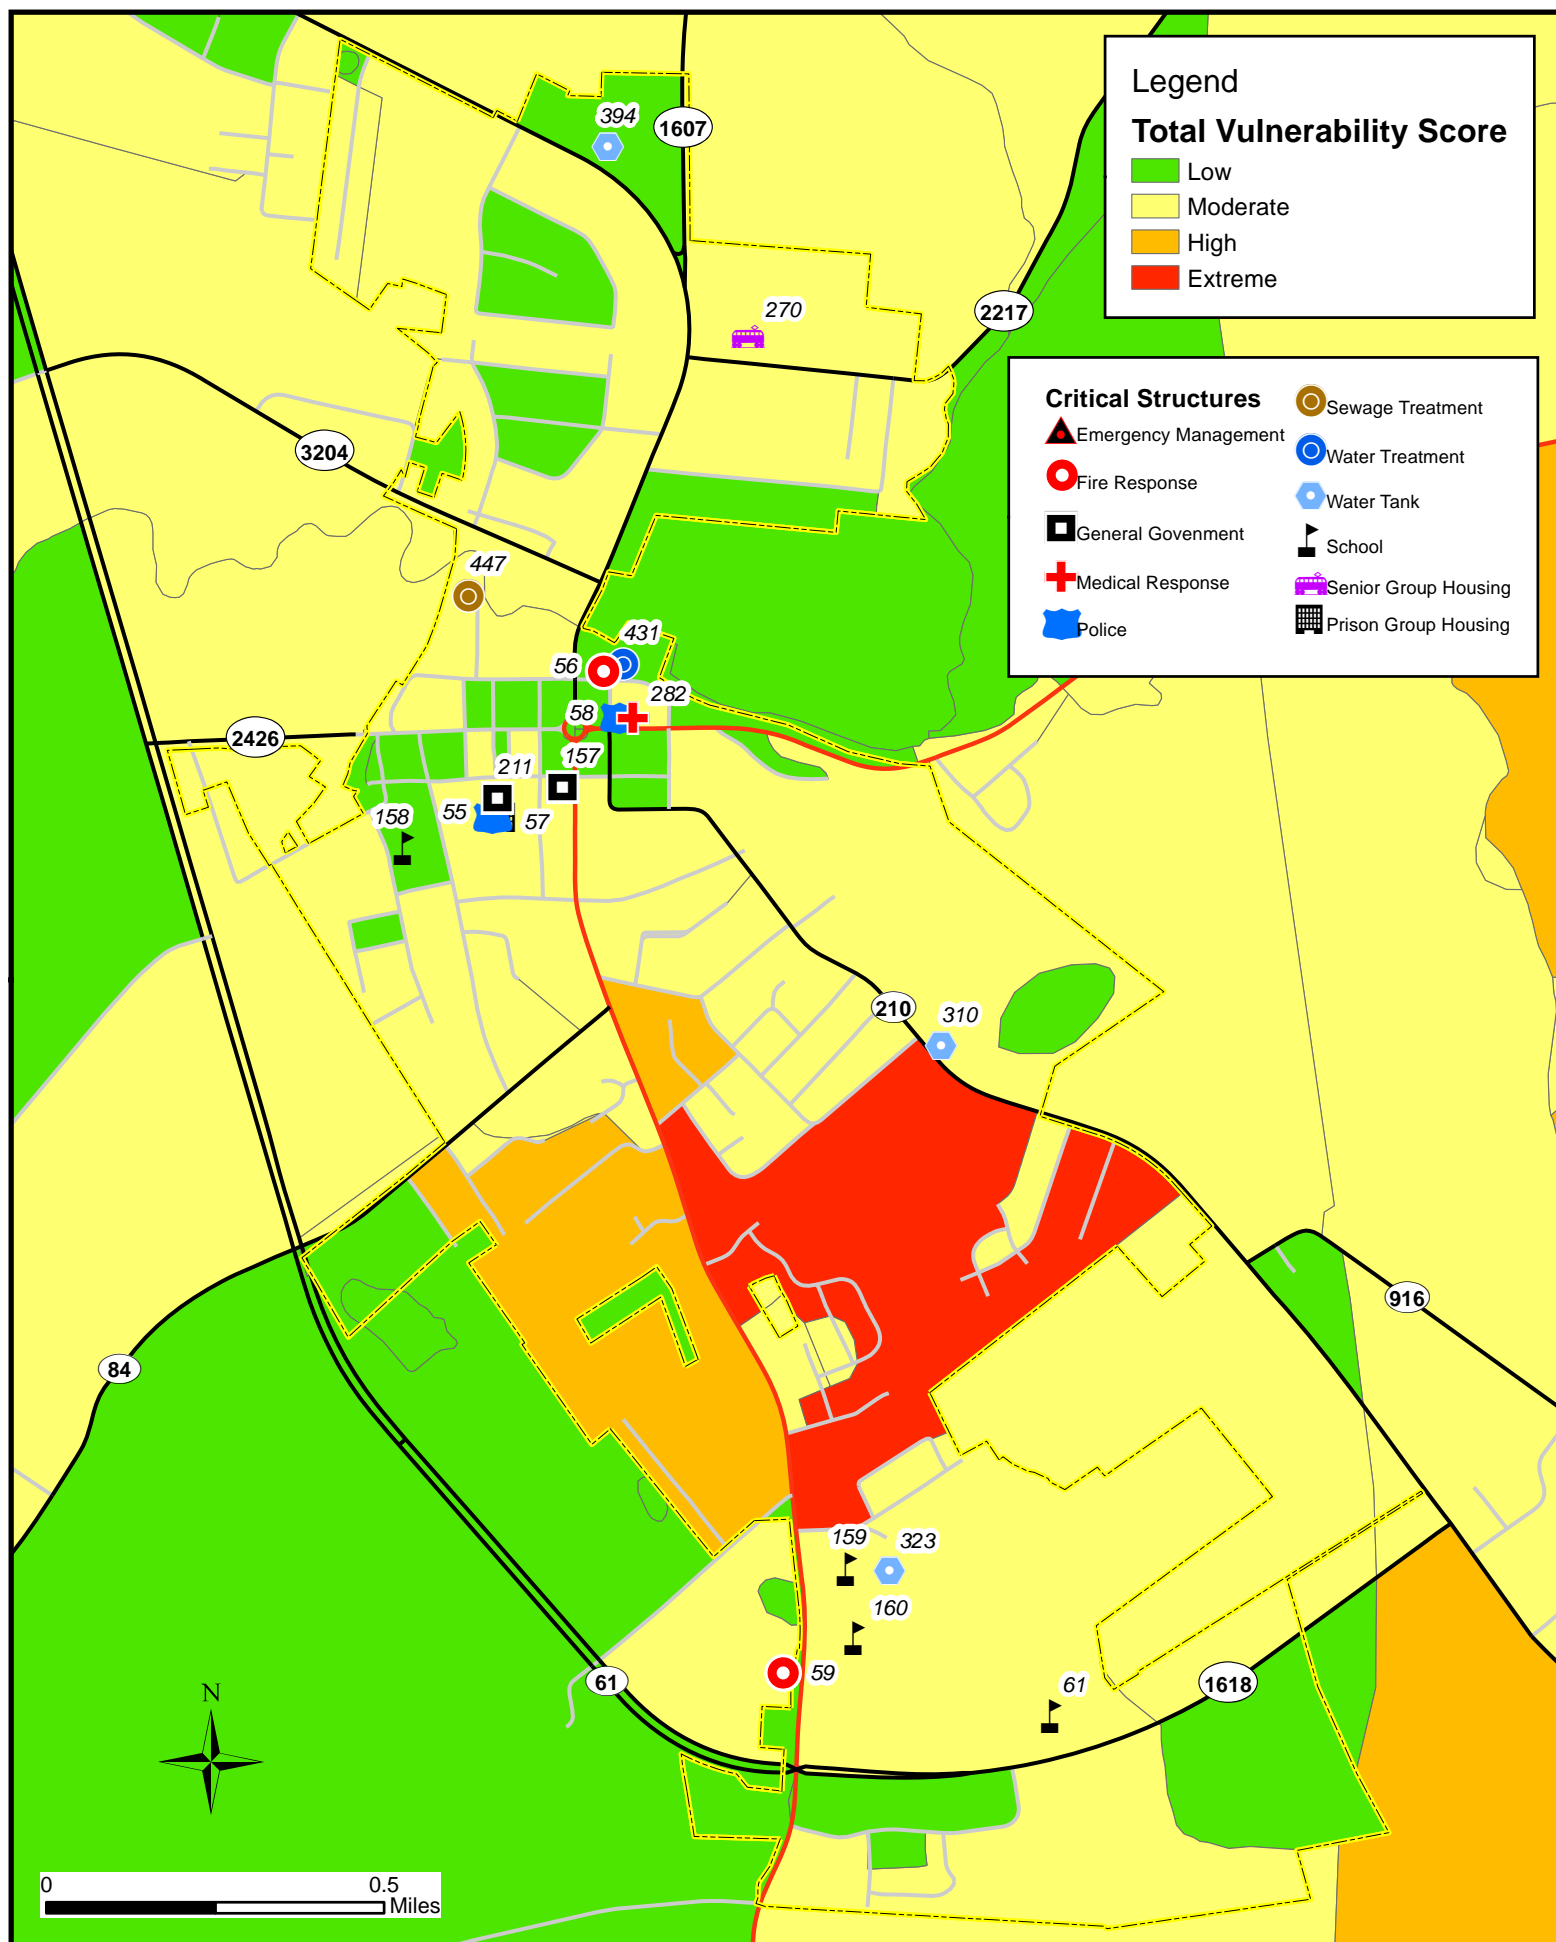 394
1607
Legend
Total Vulnerability Score
Low
Moderate
High
Extreme
270
2217
Critical Structures
Emergency Management
Fire Response
General Govenment
Medical Response
Police
Sewage Treatment
Water Treatment
Water Tank
School
Senior Group Housing
Prison Group Housing
3204
447
431
56
282
58
2426
157
211
158
55
57
210
310
916
84
159
323
160
59
61
61
1618
N
0
0.5
Miles